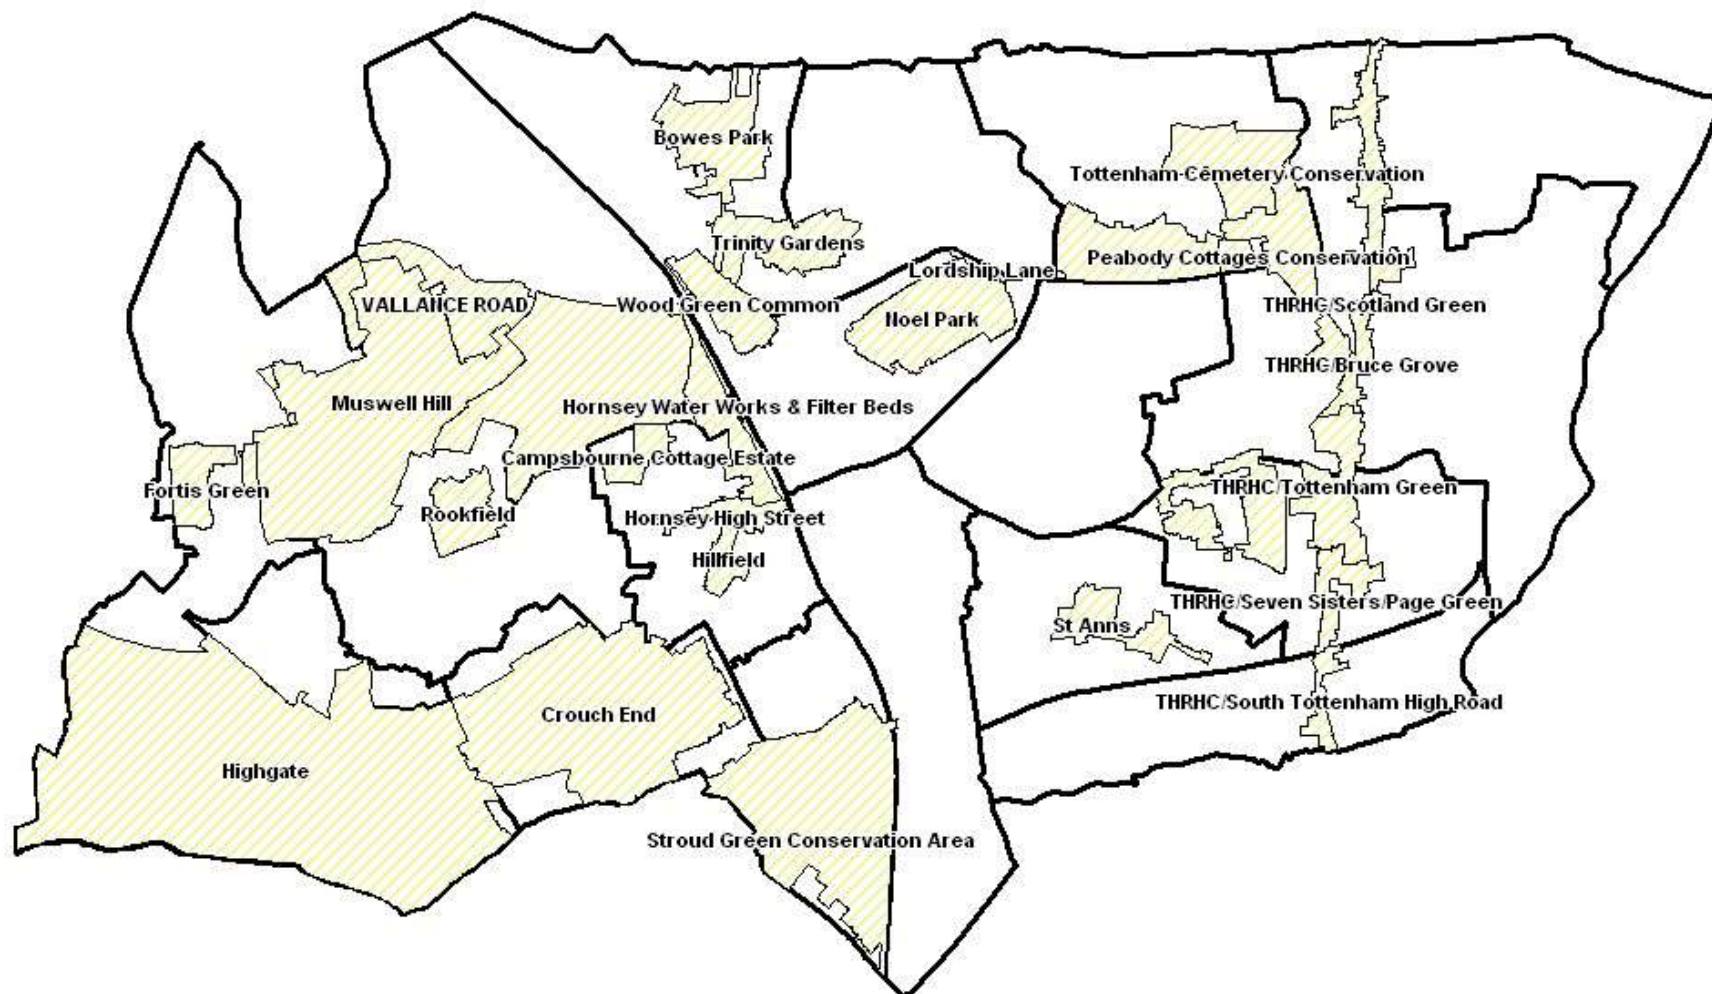 Bowes Park
Tottenham Cemetery Conservation
Trinity Gardens
Peabody Cottages Conservation
Lordship Lane
VALLANCE ROAD
Wood Green Common
THRHC/Scotland Green
Noel Park
THRHC/Bruce Grove
Muswell Hill
Hornsey Water Works & Filter Beds
Campsbourne Cottage Estate
Fortis Green
THRHC/Tottenham Green
Rookfield
Hornsey High Street
Hillfield
THRHC/Seven Sisters/Page Green
St Anns
THRHC/South Tottenham High Road
Crouch End
Highgate
Stroud Green Conservation Area